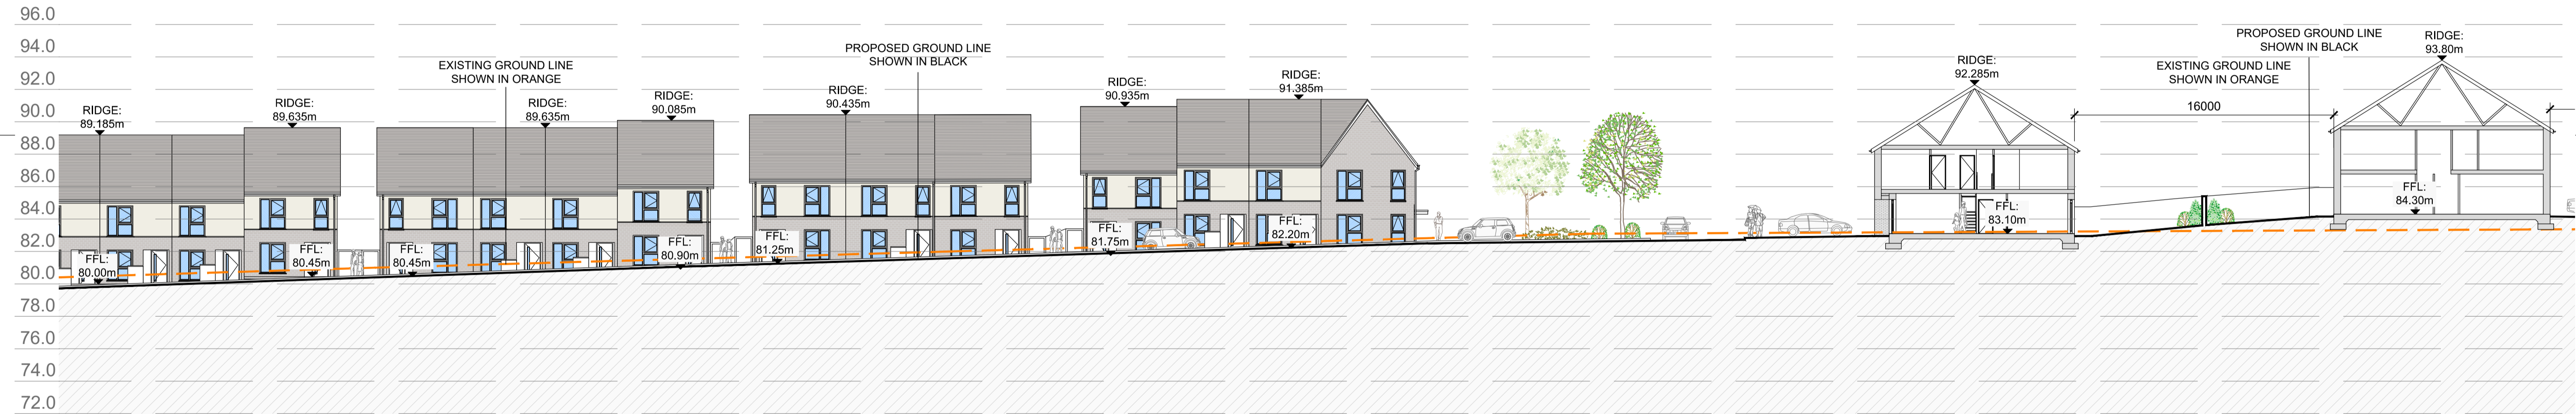 96.0
94.0
92.0
90.0
88.0
86.0
84.0
82.0
80.0
78.0
76.0
74.0
72.0
RIDGE:
89.185m
RIDGE:
89.635m
EXISTING GROUND LINE
SHOWN IN ORANGE
RIDGE:
89.635m
RIDGE:
90.085m
RIDGE:
90.435m
PROPOSED GROUND LINE
SHOWN IN BLACK
RIDGE:
90.935m
RIDGE:
91.385m
RIDGE:
92.285m
EXISTING GROUND LINE
SHOWN IN ORANGE
PROPOSED GROUND LINE
SHOWN IN BLACK
RIDGE:
93.80m
16000
FFL:
80.00m
FFL:
80.45m
FFL:
80.45m
FFL:
80.90m
FFL:
81.25m
FFL:
81.75m
FFL:
82.20m
FFL:
83.10m
FFL:
84.30m